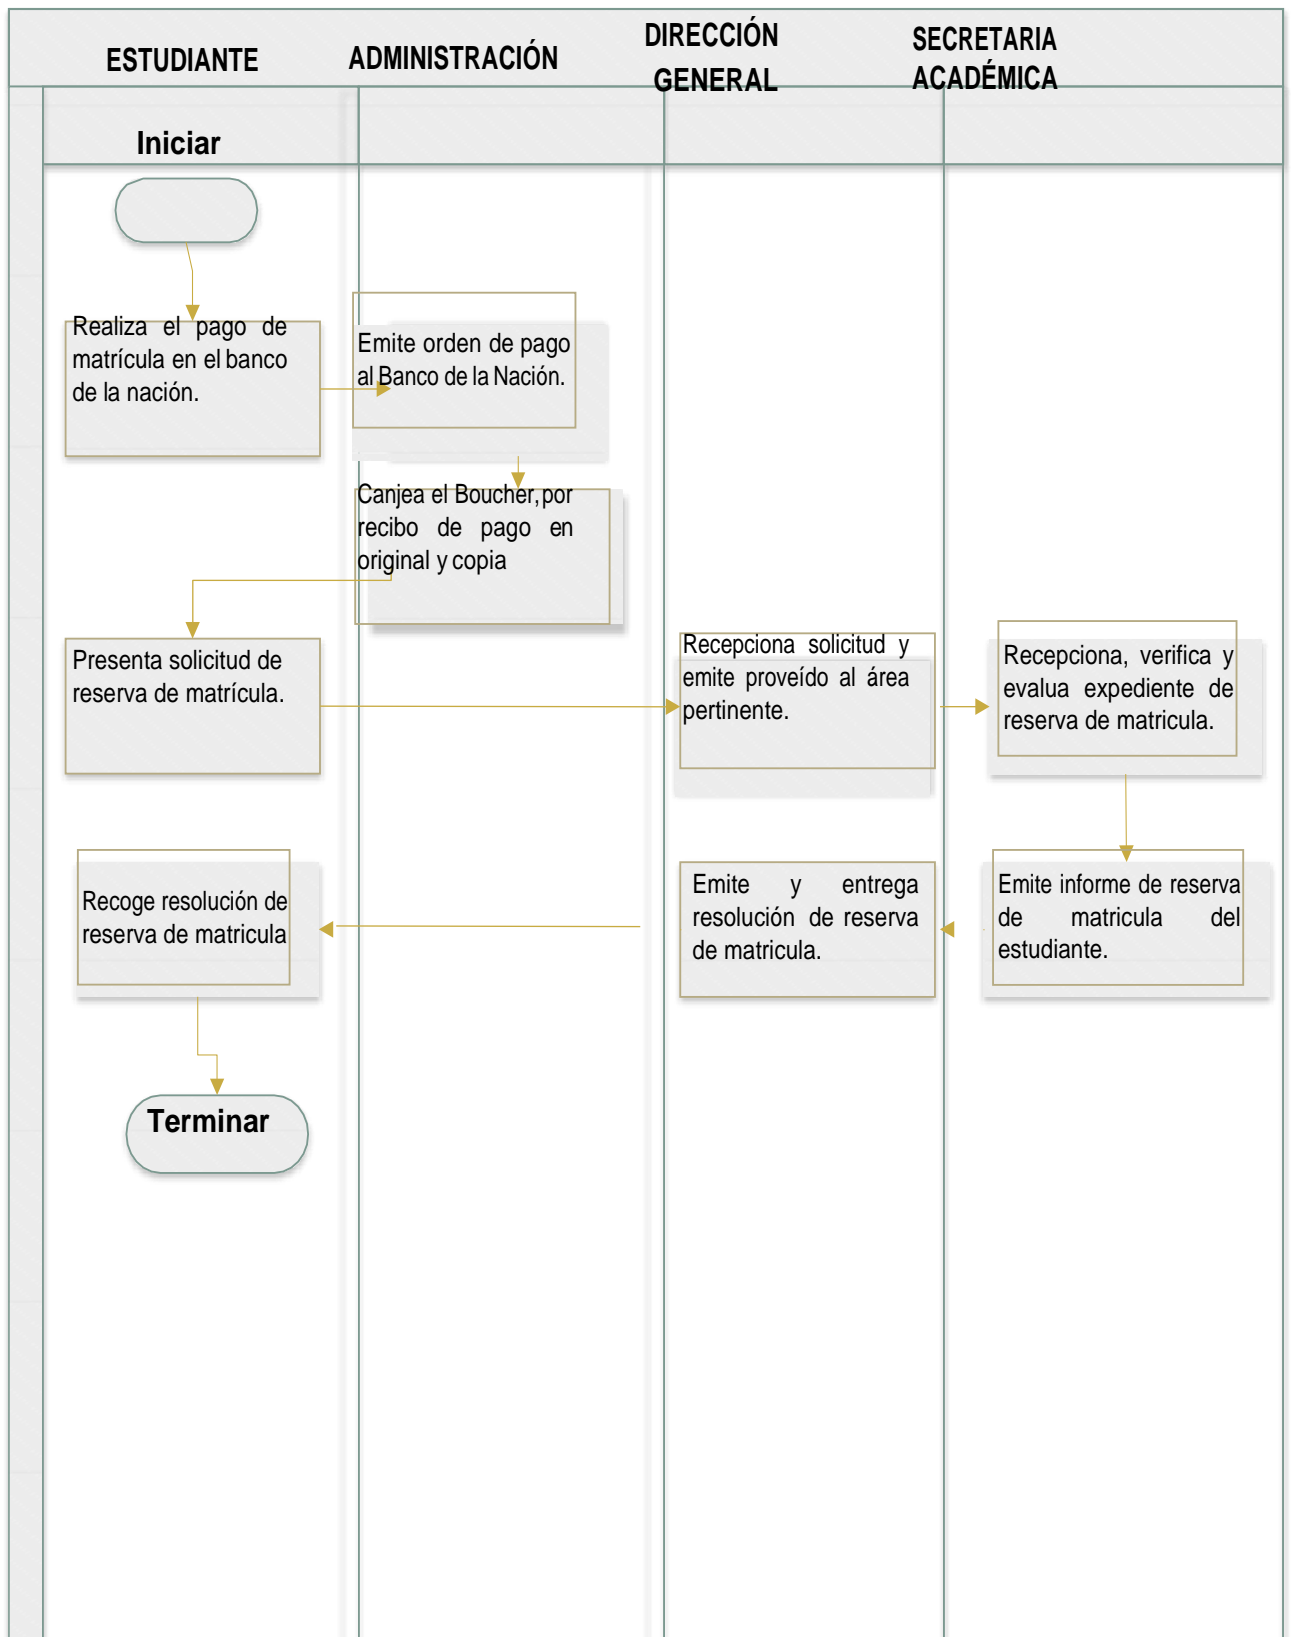 ESTUDIANTE
ADMINISTRACIÓN
DIRECCIÓN
GENERAL
SECRETARIA
ACADÉMICA
Iniciar
Realiza el pago de
matrícula en el banco
de la nación.
Emite orden de pago
al Banco de la Nación.
Canjea el Boucher, por
recibo de pago en
original y copia
Presenta solicitud de
reserva de matrícula.
Recepciona solicitud y
emite proveído al área
pertinente.
Recepciona, verifica y
evalua expediente de
reserva de matricula.
Recoge resolución de
reserva de matricula
Emite y entrega
resolución de reserva
de matricula.
Emite informe de reserva
de matricula del
estudiante.
Terminar